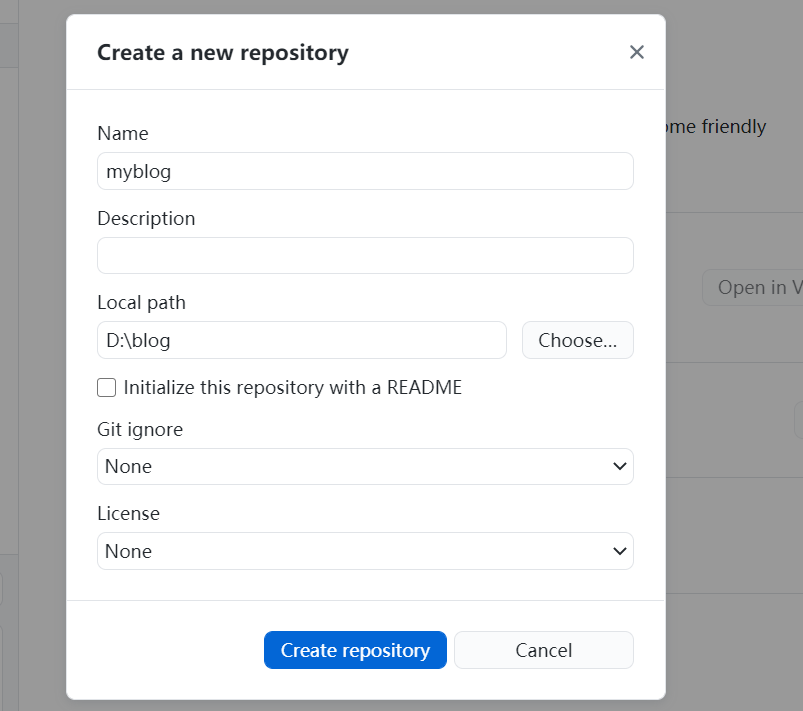 Create a new repository
ome friendly
Name
myblog
Description
Local path
D:\blog
Choose...
Open in V
Initialize this repository with a README
Git ignore
None
License
None
Create repository
Cancel